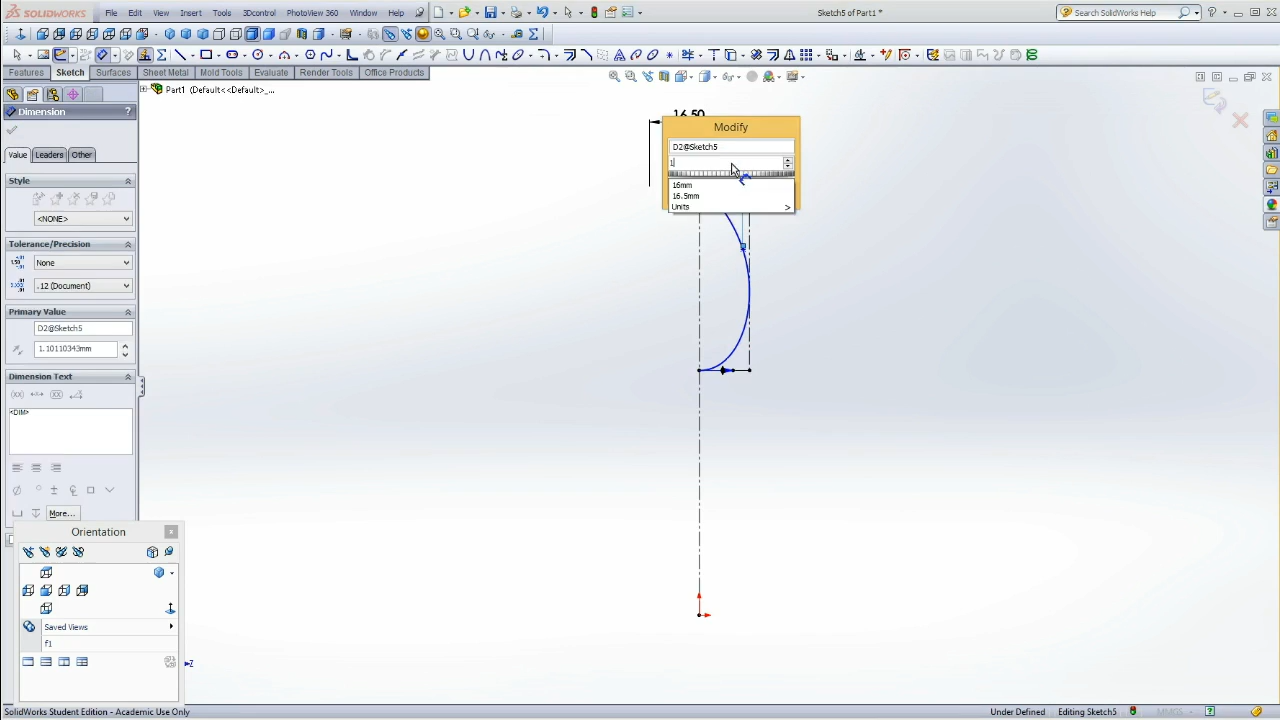 SOLIDWORKS File Edit View Insert Tools 3Dcontrol PhotoView 360 Window Help Sketch5 of Part1 * Search SolidWorks Help
Features Sketch Surfaces Sheet Metal Mold Tools Evaluate Render Tools Office Products
Part1 (Default<<Default>_...
Dimension ?
Value Leaders Other
Style
<NONE>
Tolerance/Precision
None
.12 (Document)
Primary Value
D2@Sketch5
1.10110343mm
Dimension Text
<DIM>
More...
Orientation
Saved Views
f1
Z
16.50
Modify
D2@Sketch5
1
16mm
16.5mm
Units >
SolidWorks Student Edition - Academic Use Only Under Defined Editing Sketch5 MMGS